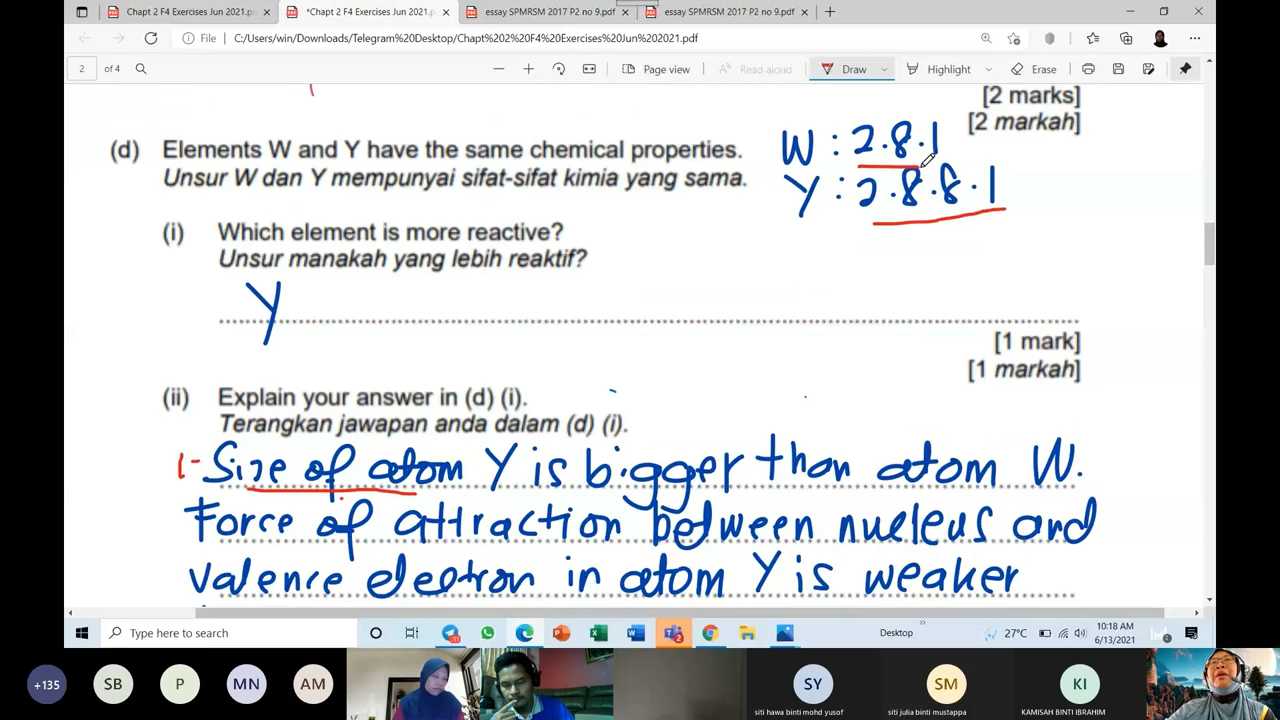 Chapt 2 F4 Exercises Jun 2021.p
*Chapt 2 F4 Exercises Jun 2021.p
essay SPMRSM 2017 P2 no 9.pdf
essay SPMRSM 2017 P2 no 9.pdf
File
C:/Users/win/Downloads/Telegram%20Desktop/Chapt%202%20F4%20Exercises%20Jun%202021.pdf
2 of 4
Page view
Read aloud
Draw
Highlight
Erase
[2 marks]
[2 markah]
W : 2.8.1
(d) Elements W and Y have the same chemical properties.
Unsur W dan Y mempunyai sifat-sifat kimia yang sama.
Y : 2.8.8.1
(i) Which element is more reactive?
Unsur manakah yang lebih reaktif?
Y
[1 mark]
[1 markah]
(ii) Explain your answer in (d) (i).
Terangkan jawapan anda dalam (d) (i).
1- Size of atom Y is bigger than atom W.
Force of attraction between nucleus and
valence electron in atom Y is weaker
Type here to search
Desktop
27°C
10:18 AM
6/13/2021
+135
SB
P
MN
AM
SY
siti hawa binti mohd yusof
SM
siti julia binti mustappa
KI
KAMISAH BINTI IBRAHIM